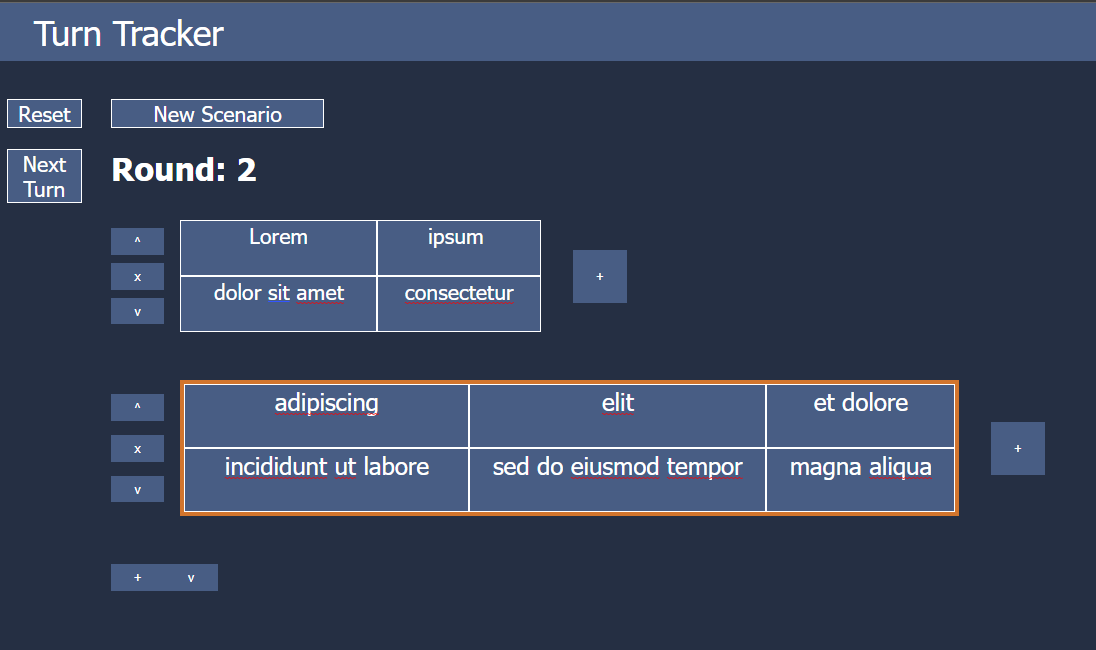 Turn Tracker
Reset
New Scenario
Next
Turn
Round: 2
^
x
v
Lorem
ipsum
dolor sit amet
consectetur
+
^
x
v
adipiscing
elit
et dolore
incididunt ut labore
sed do eiusmod tempor
magna aliqua
+
+
v